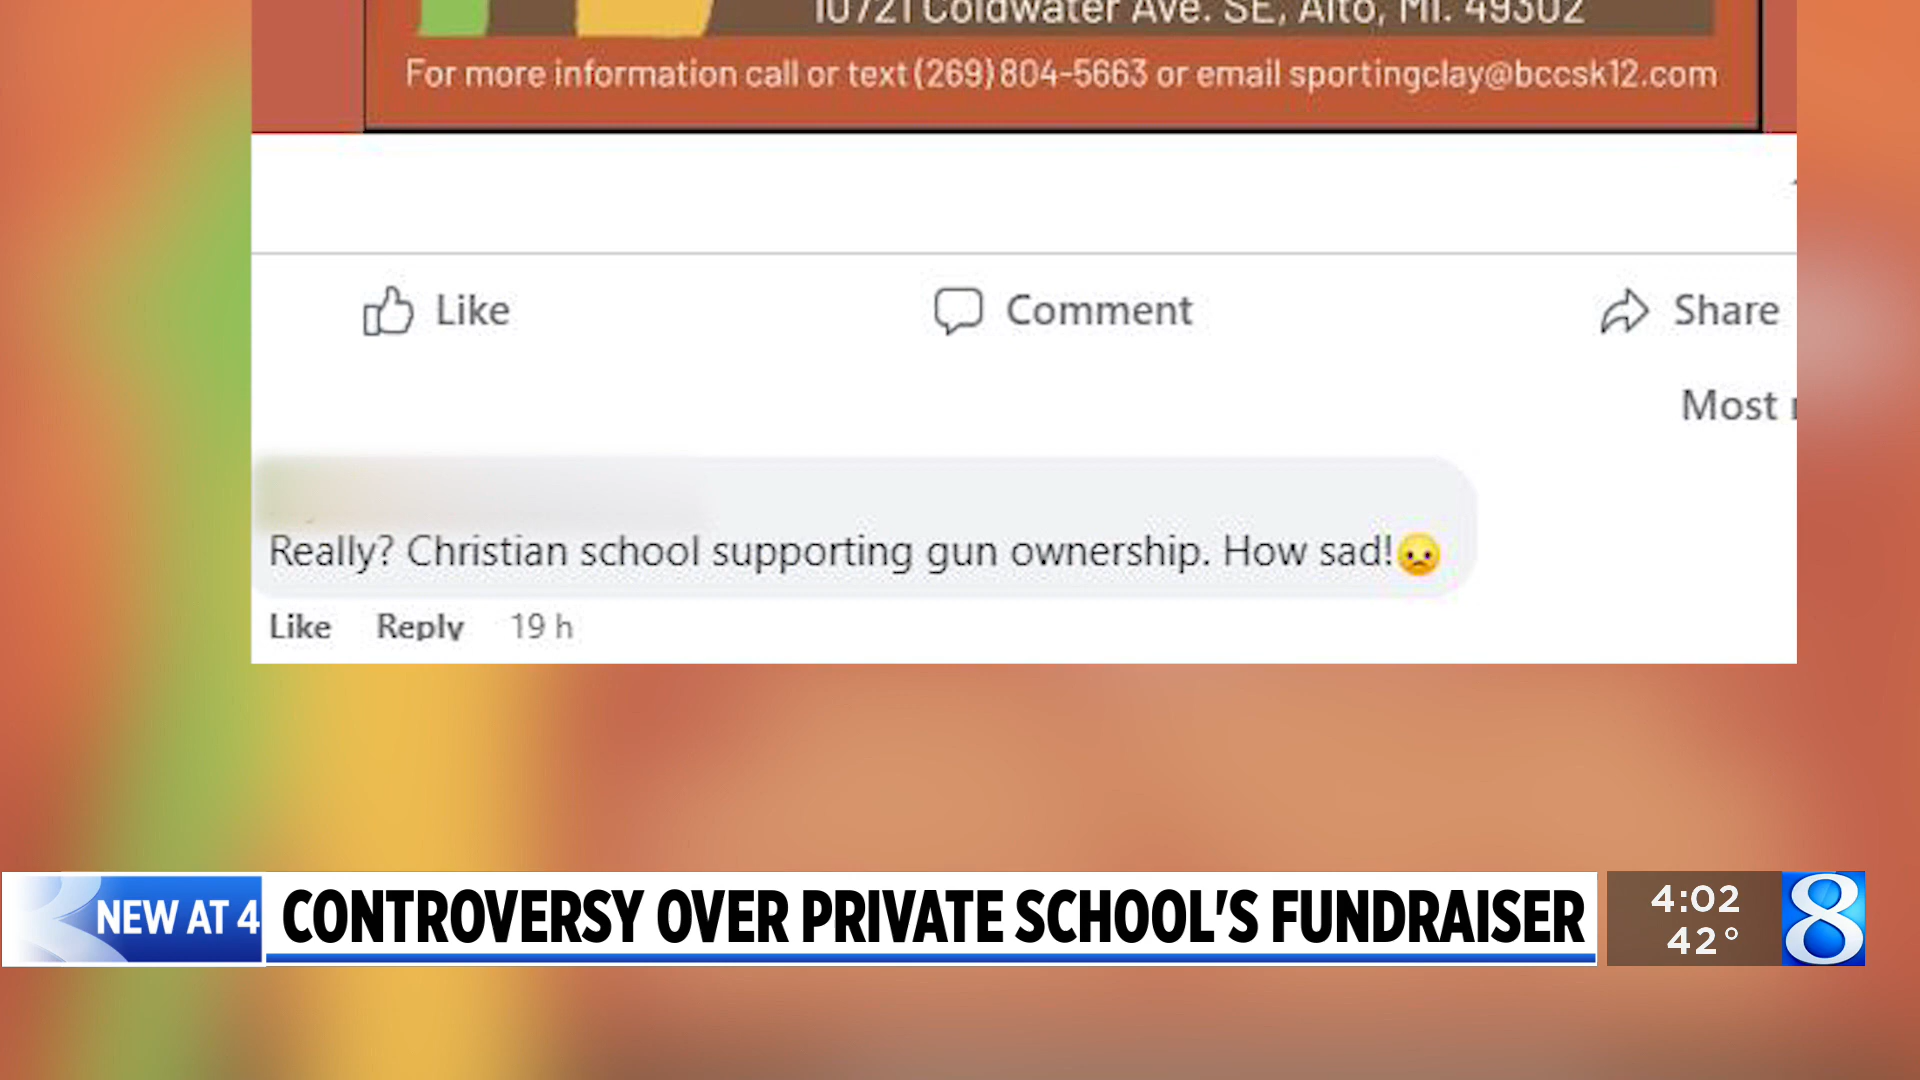 10721 Coldwater Ave. SE, Alto, MI. 49302
For more information call or text (269) 804-5663 or email sportingclay@bccsk12.com
Like
Comment
Share
Most
Really? Christian school supporting gun ownership. How sad!😞
Like Reply 19 h
NEW AT 4
CONTROVERSY OVER PRIVATE SCHOOL'S FUNDRAISER
4:02
42°
8